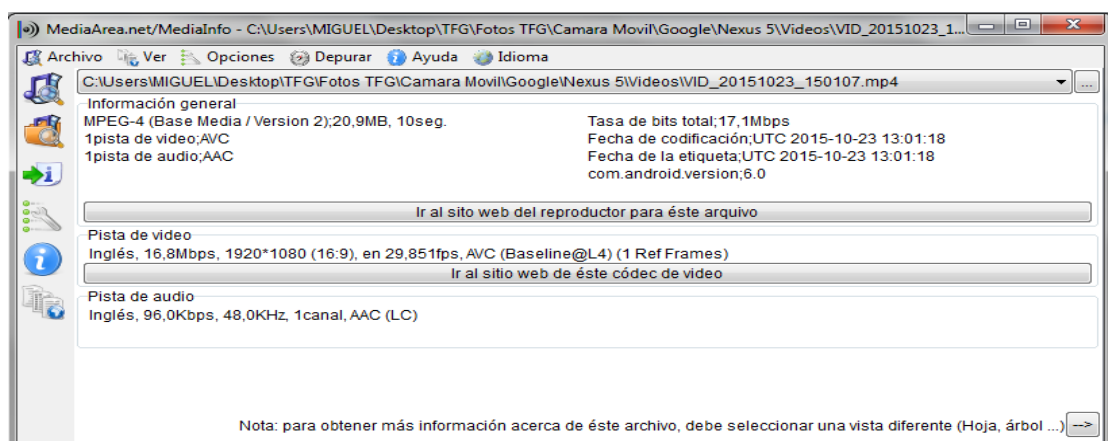 MediaArea.net/MediaInfo - C:\Users\MIGUEL\Desktop\TFG\Fotos TFG\Camara Movil\Google\Nexus 5\Videos\VID_20151023_1...
Archivo Ver Opciones Depurar Ayuda Idioma
C:\Users\MIGUEL\Desktop\TFG\Fotos TFG\Camara Movil\Google\Nexus 5\Videos\VID_20151023_150107.mp4 ...
Información general
MPEG-4 (Base Media / Version 2);20,9MB, 10seg.
1pista de video;AVC
1pista de audio;AAC
Tasa de bits total;17,1Mbps
Fecha de codificación;UTC 2015-10-23 13:01:18
Fecha de la etiqueta;UTC 2015-10-23 13:01:18
com.android.version;6.0
Ir al sito web del reproductor para éste arquivo
Pista de video
Inglés, 16,8Mbps, 1920*1080 (16:9), en 29,851fps, AVC (Baseline@L4) (1 Ref Frames)
Ir al sitio web de éste códec de video
Pista de audio
Inglés, 96,0Kbps, 48,0KHz, 1canal, AAC (LC)
Nota: para obtener más información acerca de éste archivo, debe seleccionar una vista diferente (Hoja, árbol ...) -->